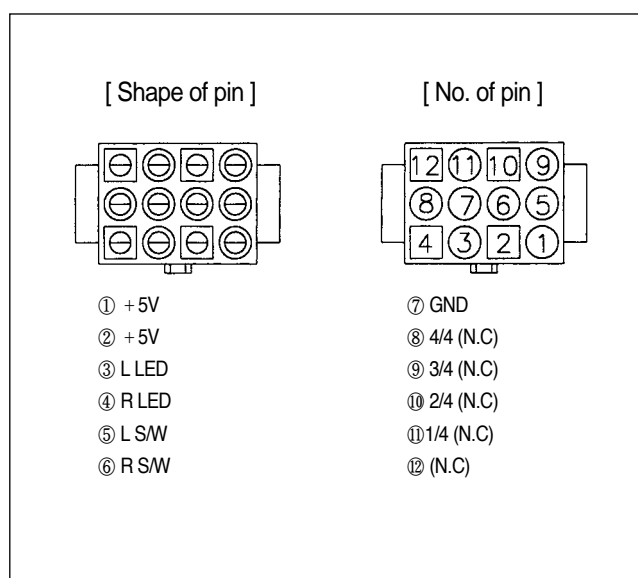 [ Shape of pin ]
[ No. of pin ]
12 11 10 9
8 7 6 5
4 3 2 1
① +5V
② +5V
③ L LED
④ R LED
⑤ L S/W
⑥ R S/W
⑦ GND
⑧ 4/4 (N.C)
⑨ 3/4 (N.C)
⑩ 2/4 (N.C)
⑪1/4 (N.C)
⑫ (N.C)